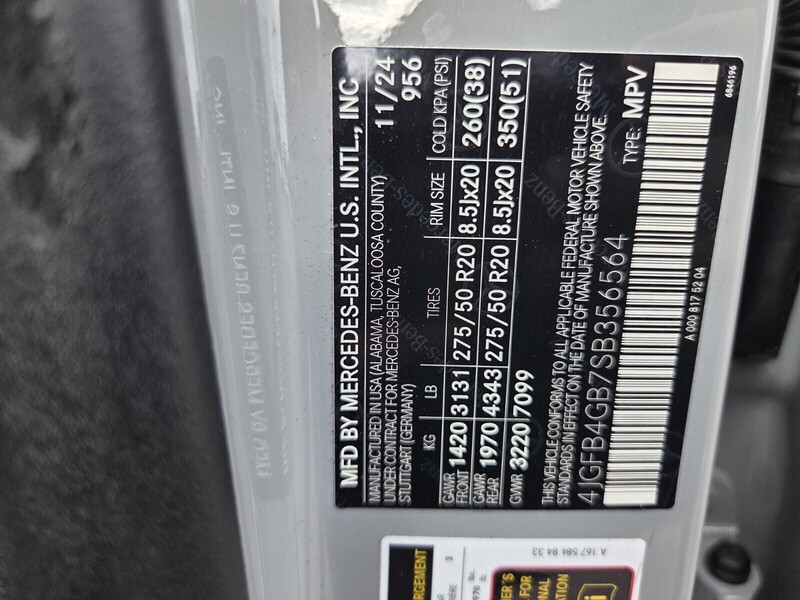 MFD BY MERCEDES-BENZ U.S. INTL., INC
MANUFACTURED IN USA (ALABAMA, TUSCALOOSA COUNTY)
UNDER CONTRACT FOR MERCEDES-BENZ AG,
STUTTGART (GERMANY)
11/24
956
KG LB TIRES RIM SIZE COLD KPA (PSI)
GAWR FRONT 1420 3131 275/50 R20 8.5Jx20 260(38)
GAWR REAR 1970 4343 275/50 R20 8.5Jx20 350(51)
GVWR 3220 7099
THIS VEHICLE CONFORMS TO ALL APPLICABLE FEDERAL MOTOR VEHICLE SAFETY
STANDARDS IN EFFECT ON THE DATE OF MANUFACTURE SHOWN ABOVE.
4JGFB4GB7SB356564 TYPE: MPV
A 000 817 52 04
6846196
A 167 584 84 33